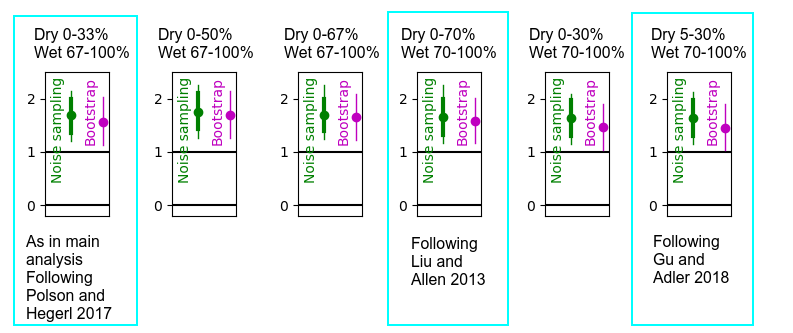 Dry 0-33%
Wet 67-100%
Dry 0-50%
Wet 67-100%
Dry 0-67%
Wet 67-100%
Dry 0-70%
Wet 70-100%
Dry 0-30%
Wet 70-100%
Dry 5-30%
Wet 70-100%
2
1
0
Noise sampling
Bootstrap
2
1
0
Noise sampling
Bootstrap
2
1
0
Noise sampling
Bootstrap
2
1
0
Noise sampling
Bootstrap
2
1
0
Noise sampling
Bootstrap
2
1
0
Noise sampling
Bootstrap
As in main
analysis
Following
Polson and
Hegerl 2017
Following
Liu and
Allen 2013
Following
Gu and
Adler 2018